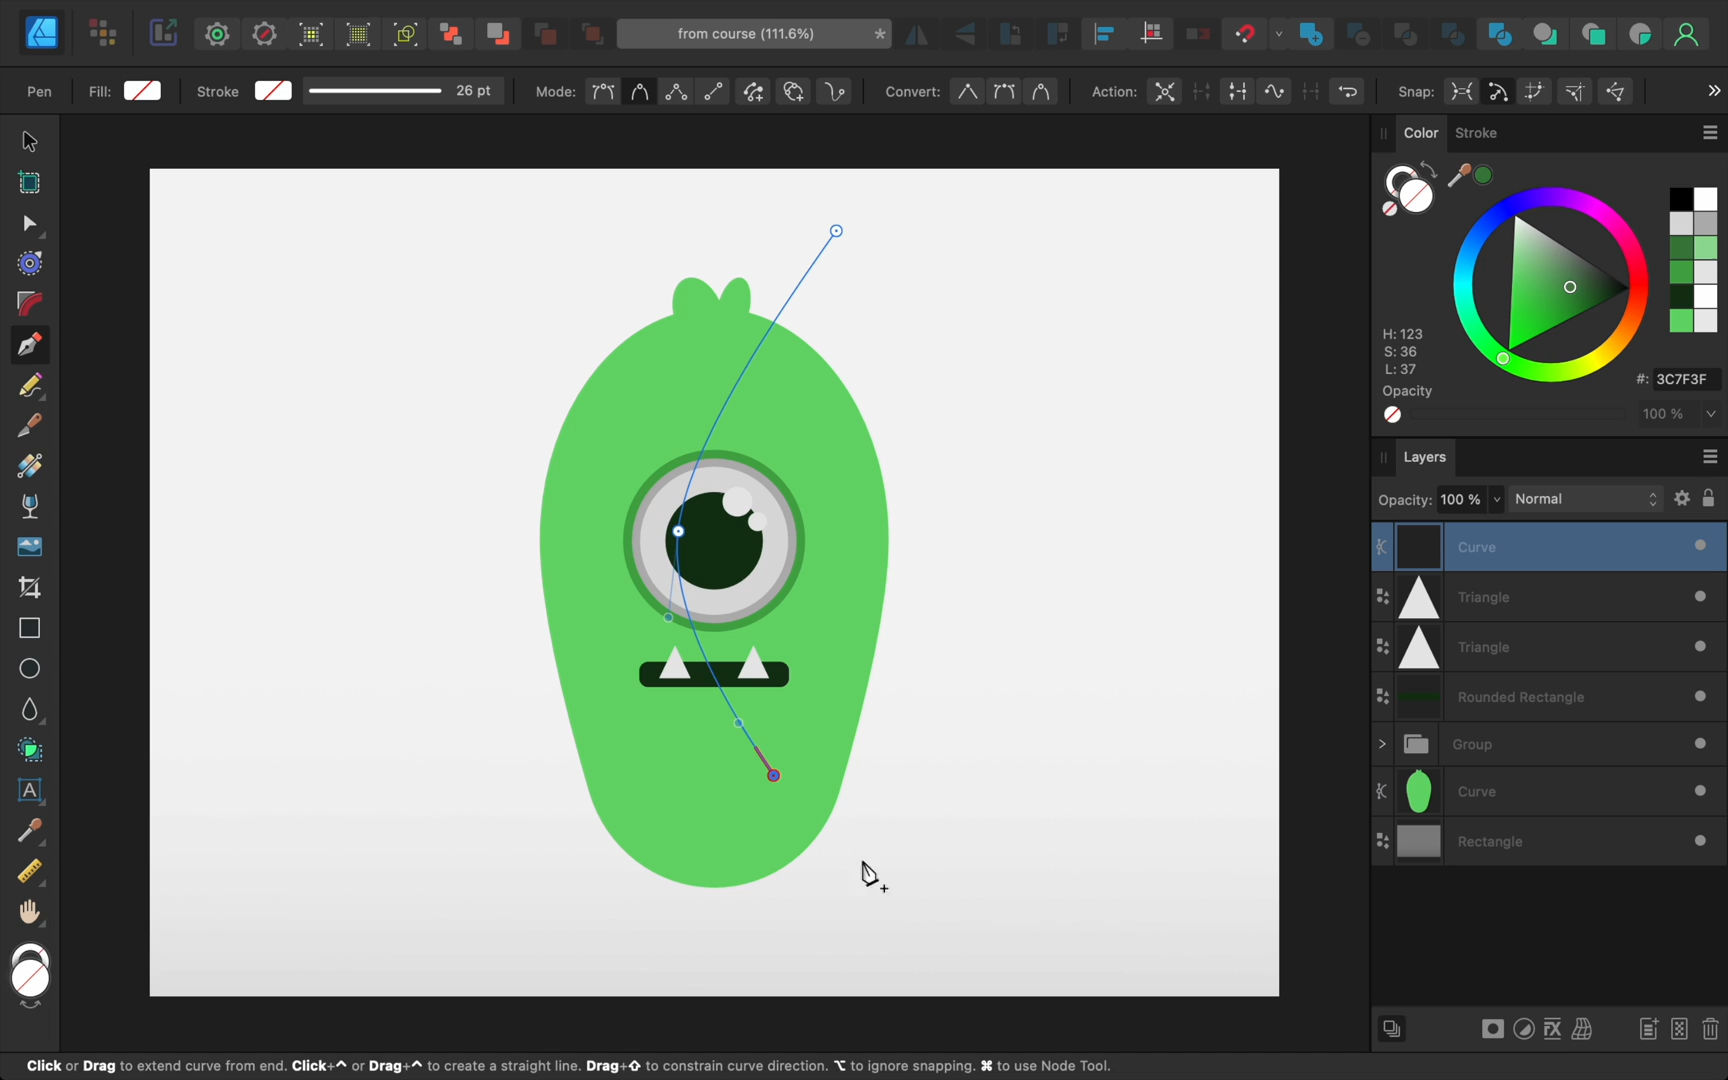 from course (111.6%)
*
Pen
Fill:
Stroke
26 pt
Mode:
Convert:
Action:
Snap:
Color
Stroke
H: 123
S: 36
L: 37
#: 3C7F3F
Opacity
100 %
Layers
Opacity: 100 %
Normal
Curve
Triangle
Triangle
Rounded Rectangle
Group
Curve
Rectangle
A
FX
Click or Drag to extend curve from end. Click+^ or Drag+^ to create a straight line. Drag+⇧ to constrain curve direction. ⌥ to ignore snapping. ⌘ to use Node Tool.